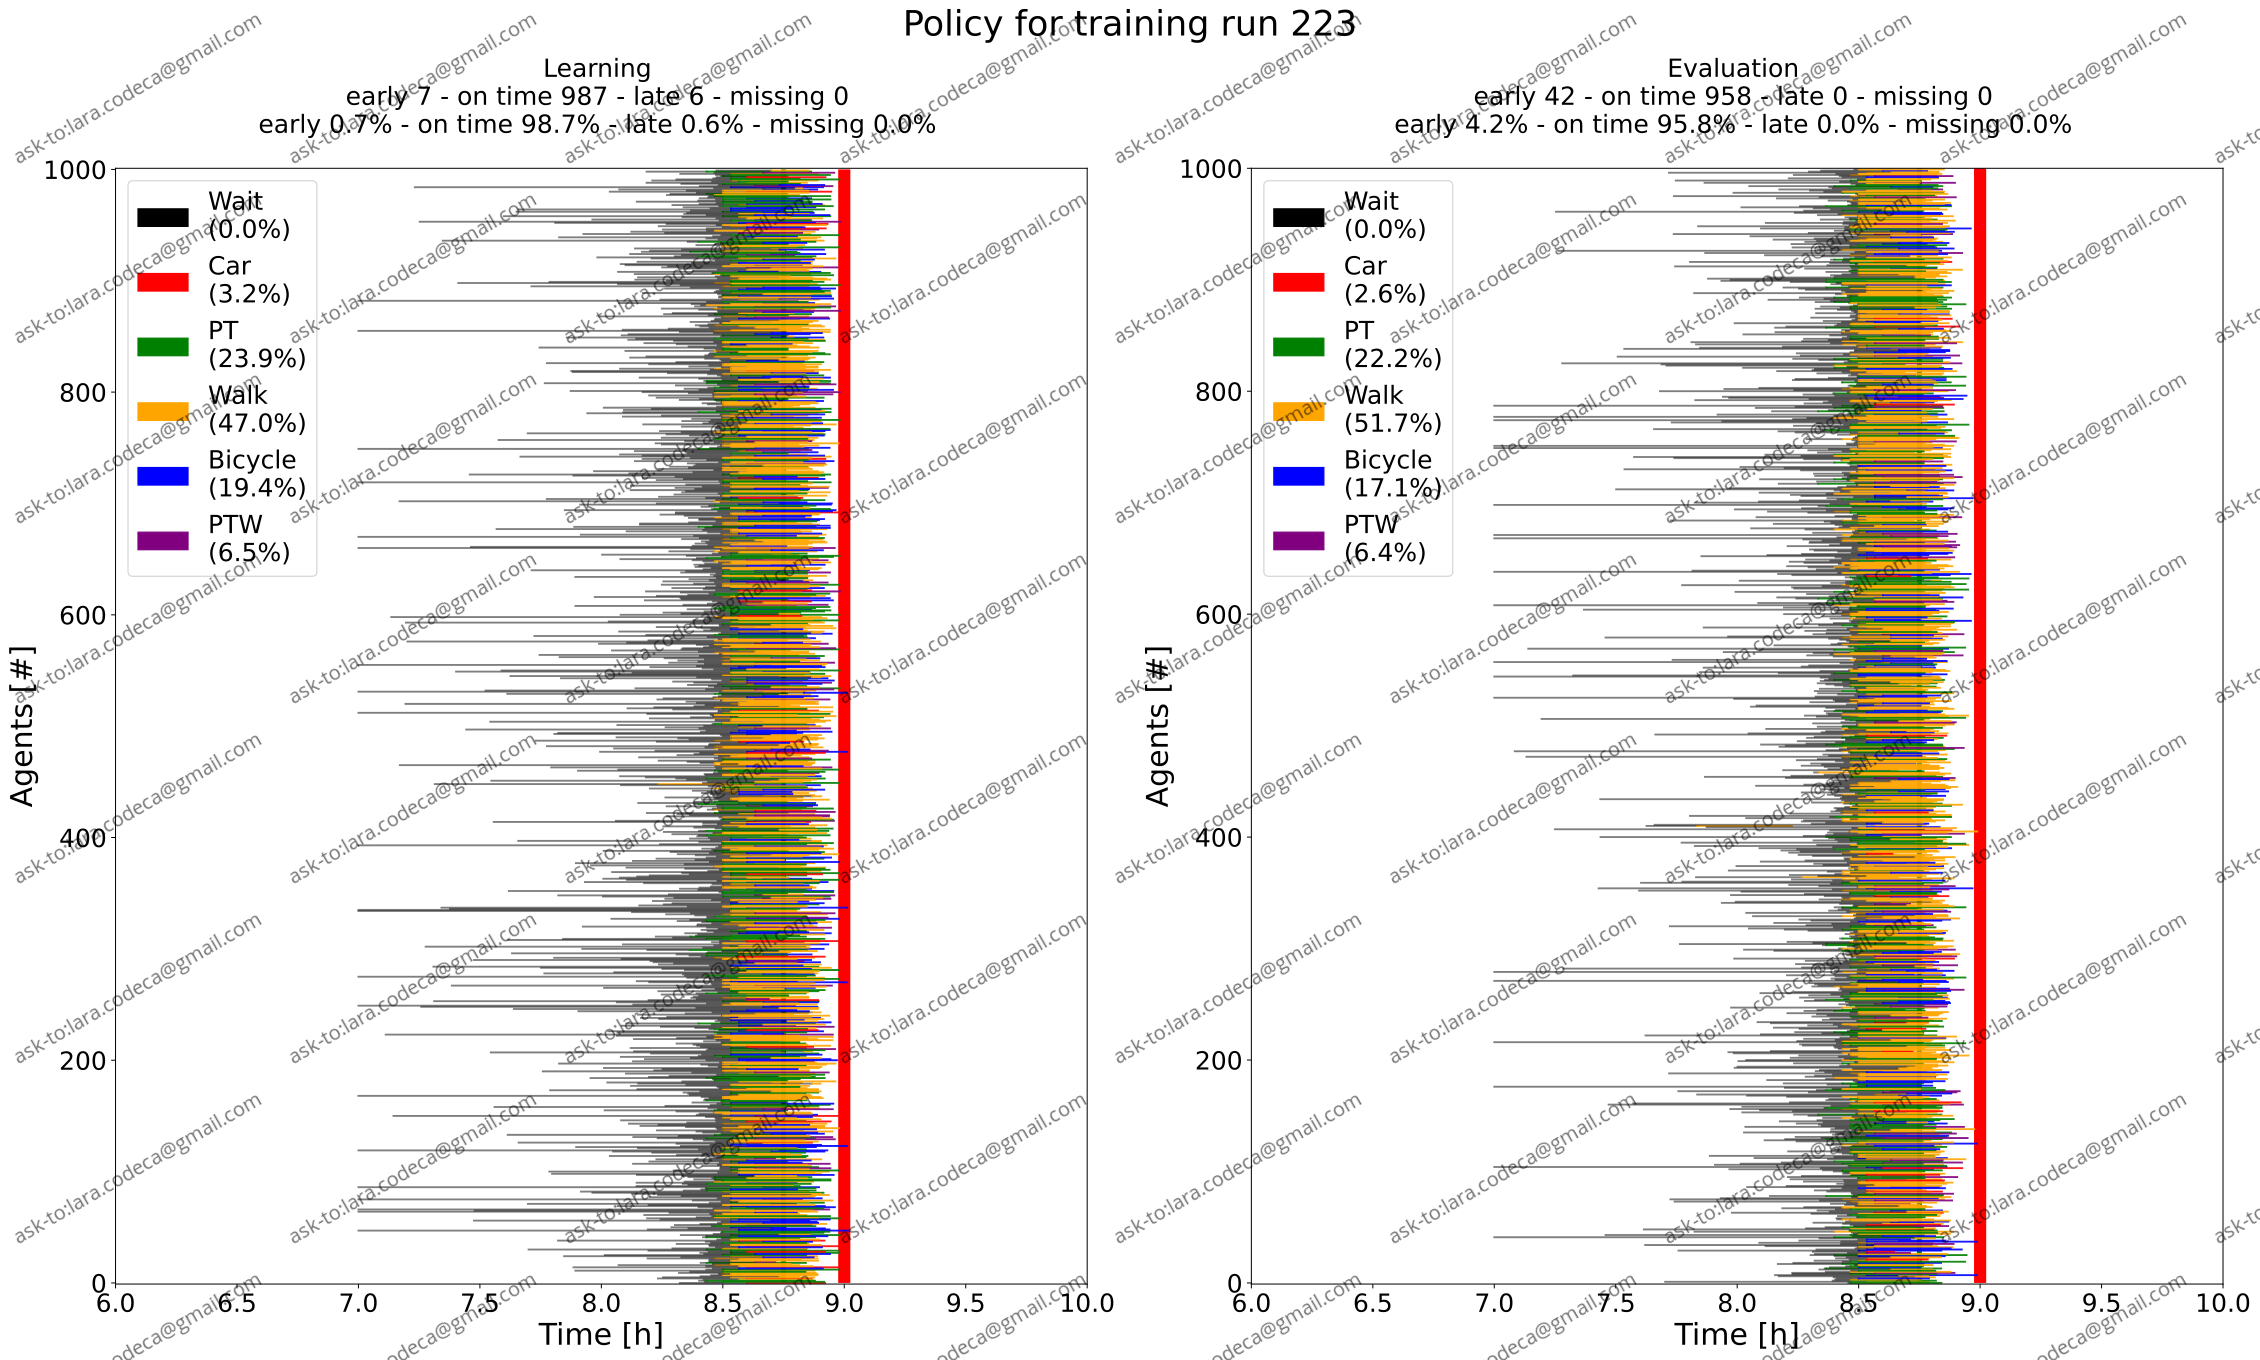 Policy for training run 223
Learning
early 7 - on time 987 - late 6 - missing 0
early 0.7% - on time 98.7% - late 0.6% - missing 0.0%
Agents [#]
1000
800
600
400
200
0
Wait
(0.0%)
Car
(3.2%)
PT
(23.9%)
Walk
(47.0%)
Bicycle
(19.4%)
PTW
(6.5%)
6.0 6.5 7.0 7.5 8.0 8.5 9.0 9.5 10.0
Time [h]
Evaluation
early 42 - on time 958 - late 0 - missing 0
early 4.2% - on time 95.8% - late 0.0% - missing 0.0%
Agents [#]
1000
800
600
400
200
0
Wait
(0.0%)
Car
(2.6%)
PT
(22.2%)
Walk
(51.7%)
Bicycle
(17.1%)
PTW
(6.4%)
6.0 6.5 7.0 7.5 8.0 8.5 9.0 9.5 10.0
Time [h]
ask-to:lara.codeca@gmail.com